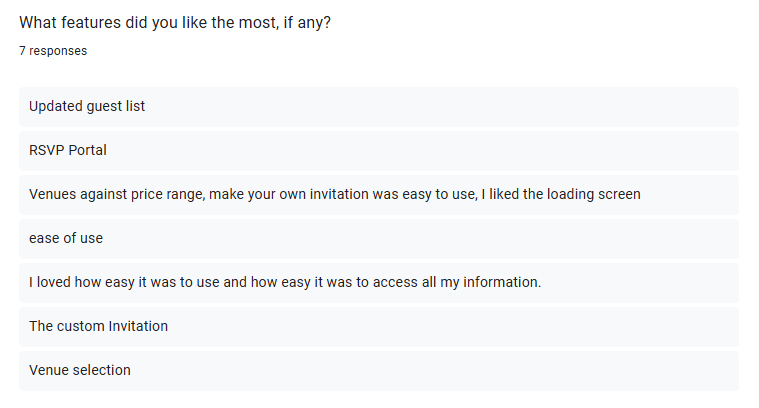 What features did you like the most, if any?
7 responses
Updated guest list
RSVP Portal
Venues against price range, make your own invitation was easy to use, I liked the loading screen
ease of use
I loved how easy it was to use and how easy it was to access all my information.
The custom Invitation
Venue selection